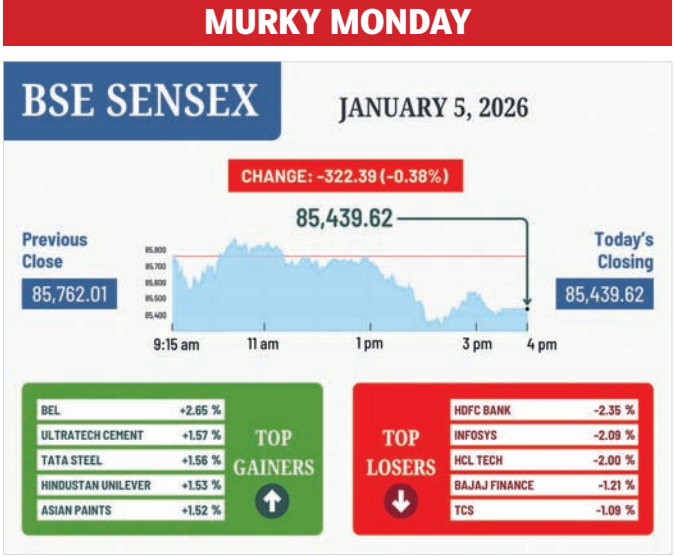 MURKY MONDAY
BSE SENSEX
JANUARY 5, 2026
CHANGE: -322.39 (-0.38%)
85,439.62
Previous
Close
85,762.01
Today's
Closing
85,439.62
85,800
85,700
85,600
85,500
85,400
9:15 am 11 am 1 pm 3 pm 4 pm
BEL +2.65 %
ULTRATECH CEMENT +1.57 %
TATA STEEL +1.56 %
HINDUSTAN UNILEVER +1.53 %
ASIAN PAINTS +1.52 %
TOP
GAINERS
TOP
LOSERS
HDFC BANK -2.35 %
INFOSYS -2.09 %
HCL TECH -2.00 %
BAJAJ FINANCE -1.21 %
TCS -1.09 %